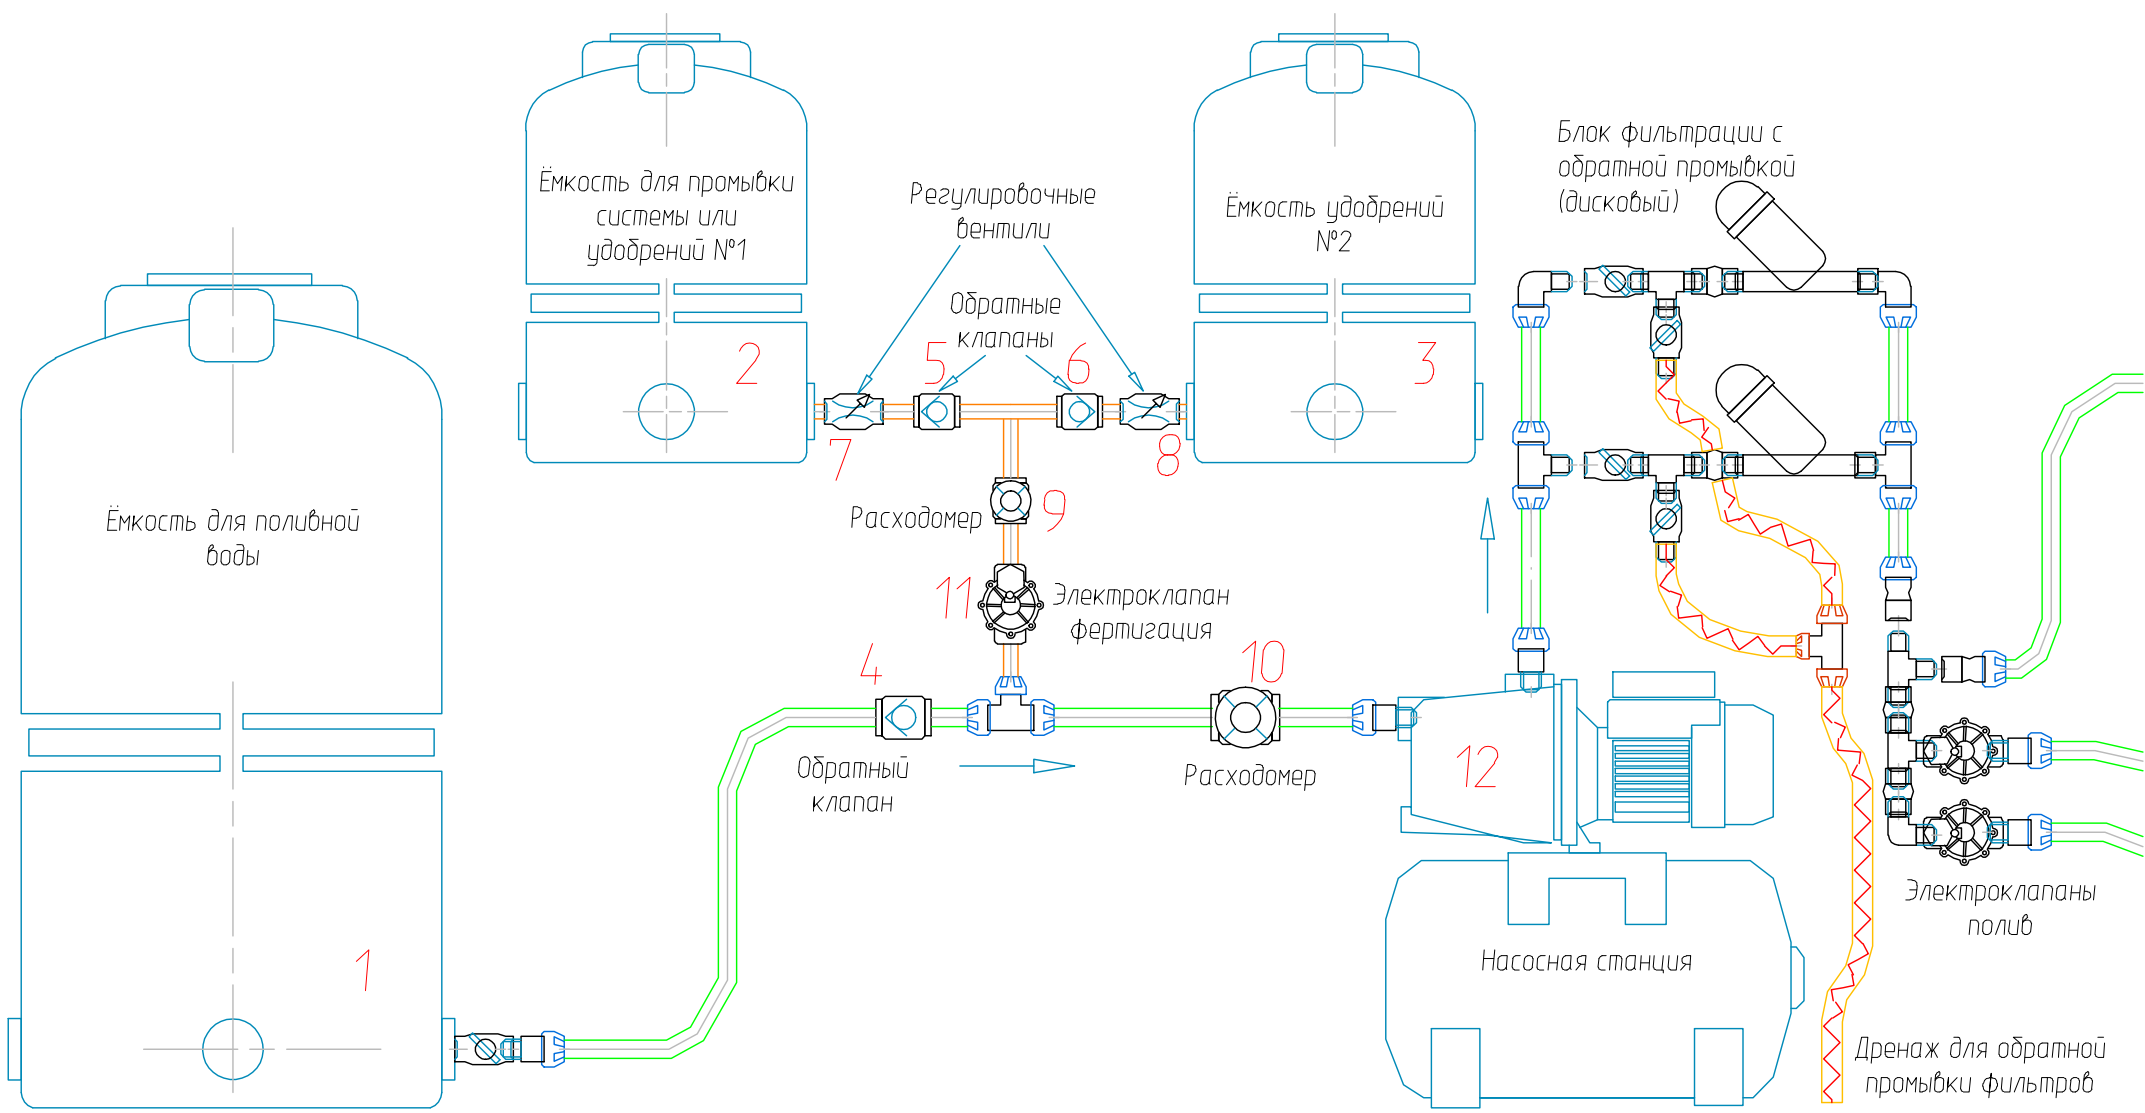 Ёмкость для поливной
воды
1
Ёмкость для промывки
системы или
удобрений №1
2
Регулировочные
вентили
Обратные
клапаны
5
6
7
8
Ёмкость удобрений
№2
3
Расходомер
9
11
Электроклапан
фертигация
4
Обратный
клапан
10
Расходомер
12
Насосная станция
Блок фильтрации с
обратной промывкой
(дисковый)
Электроклапаны
полив
Дренаж для обратной
промывки фильтров